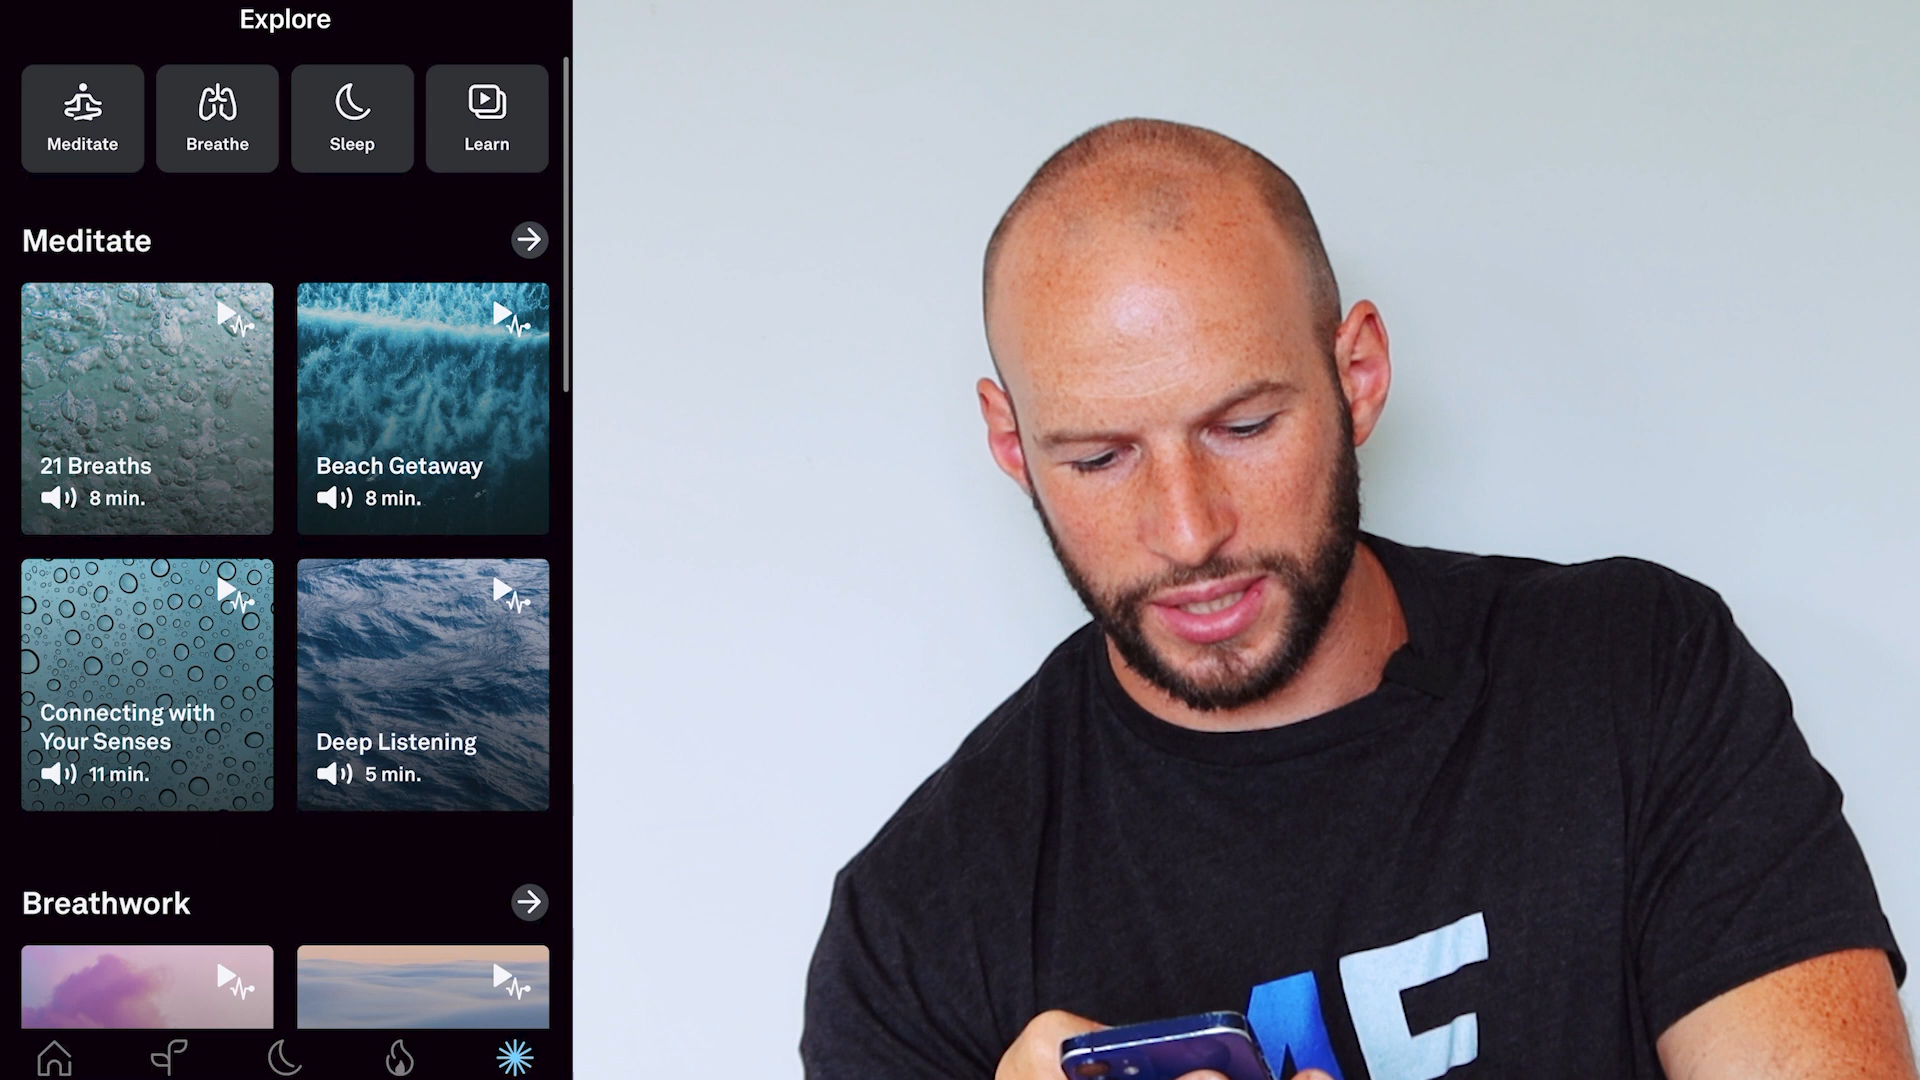 Explore
Meditate
Breathe
Sleep
Learn
Meditate
21 Breaths
8 min.
Beach Getaway
8 min.
Connecting with
Your Senses
11 min.
Deep Listening
5 min.
Breathwork